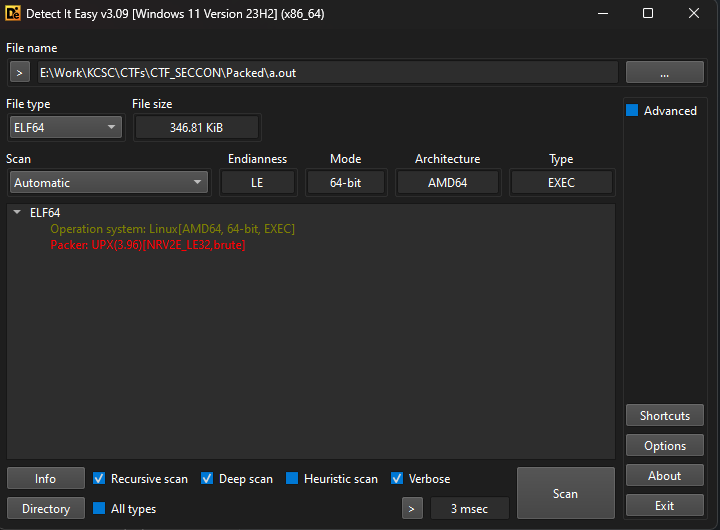 Detect It Easy v3.09 [Windows 11 Version 23H2] (x86_64)
File name
> E:\Work\KCSC\CTFs\CTF_SECCON\Packed\a.out ...
File type File size
ELF64 346.81 KiB Advanced
Scan Endianness Mode Architecture Type
Automatic LE 64-bit AMD64 EXEC
ELF64
Operation system: Linux[AMD64, 64-bit, EXEC]
Packer: UPX(3.96)[NRV2E_LE32,brute]
Shortcuts
Options
Info Recursive scan Deep scan Heuristic scan Verbose Scan About
Directory All types > 3 msec Exit